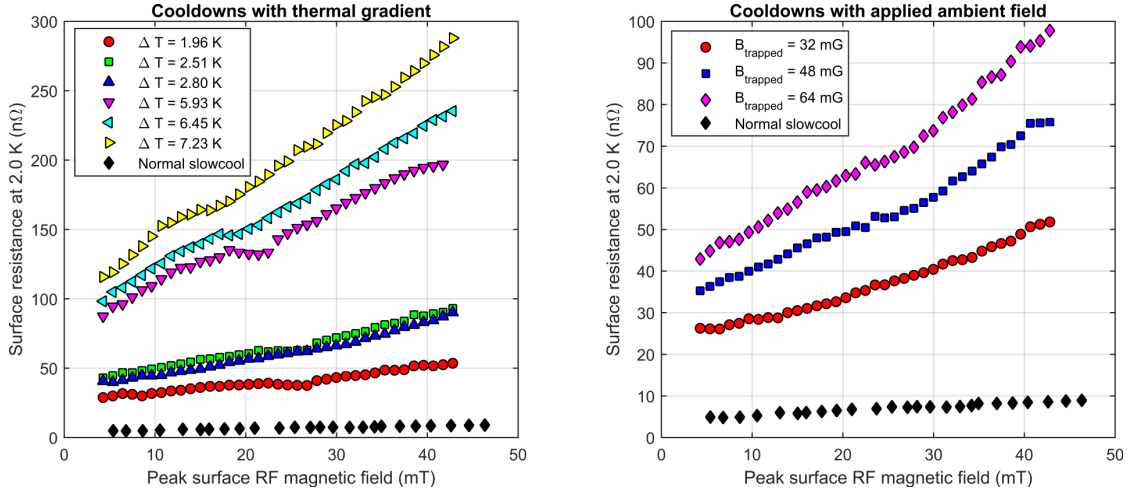 Cooldowns with thermal gradient
300
250
200
150
100
50
0
Surface resistance at 2.0 K (nΩ)
Δ T = 1.96 K
Δ T = 2.51 K
Δ T = 2.80 K
Δ T = 5.93 K
Δ T = 6.45 K
Δ T = 7.23 K
Normal slowcool
0 10 20 30 40 50
Peak surface RF magnetic field (mT)
Cooldowns with applied ambient field
100
90
80
70
60
50
40
30
20
10
0
Surface resistance at 2.0 K (nΩ)
B_trapped = 32 mG
B_trapped = 48 mG
B_trapped = 64 mG
Normal slowcool
0 10 20 30 40 50
Peak surface RF magnetic field (mT)